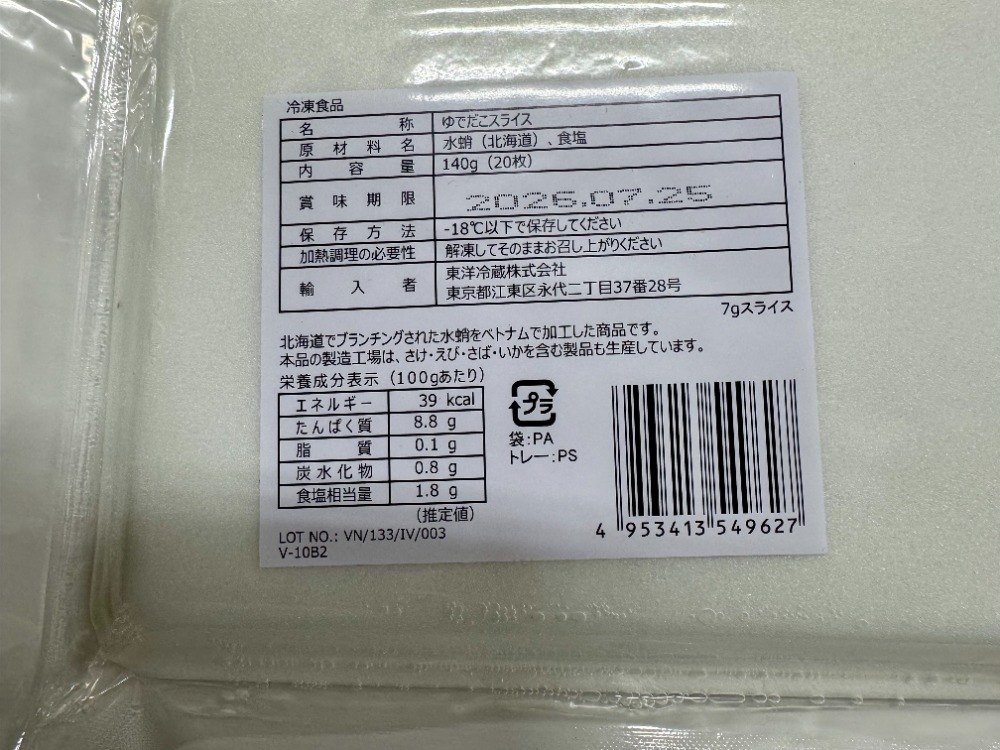 冷凍食品
名称 ゆでだこスライス
原材料名 水蛸（北海道）、食塩
内容量 140g（20枚）
賞味期限 2026.07.25
保存方法 -18℃以下で保存してください
加熱調理の必要性 解凍してそのままお召し上がりください
輸入者 東洋冷蔵株式会社
東京都江東区永代二丁目37番28号
7gスライス
北海道でブランチングされた水蛸をベトナムで加工した商品です。
本品の製造工場は、さけ・えび・さば・いかを含む製品も生産しています。
栄養成分表示（100gあたり）
エネルギー 39 kcal
たんぱく質 8.8 g
脂質 0.1 g
炭水化物 0.8 g
食塩相当量 1.8 g
（推定値）
プラ
袋:PA
トレー:PS
4 953413 549627
LOT NO.: VN/133/IV/003
V-10B2